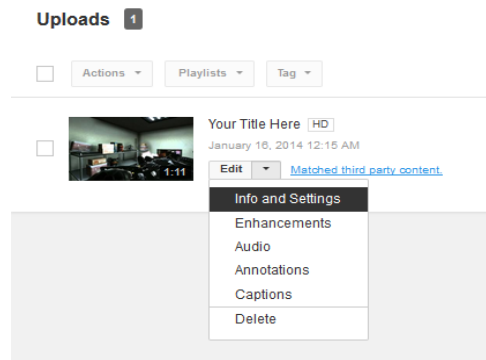 Uploads 1
Actions Playlists Tag
Your Title Here HD
January 16, 2014 12:15 AM
1:11
Edit Matched third party content.
Info and Settings
Enhancements
Audio
Annotations
Captions
Delete